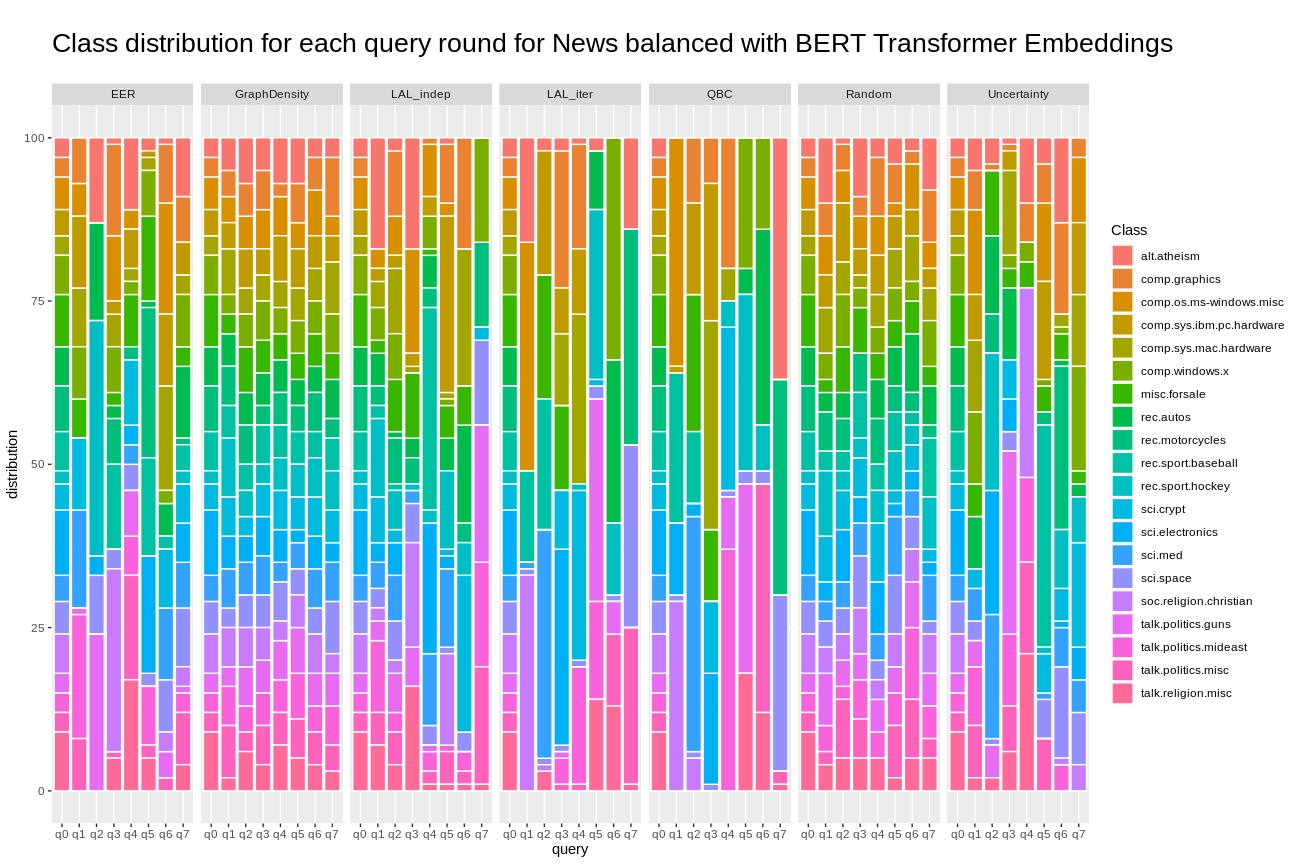 Class distribution for each query round for News balanced with BERT Transformer Embeddings
EER GraphDensity LAL_indep LAL_iter QBC Random Uncertainty
100
75
50
25
0
distribution
q0 q1 q2 q3 q4 q5 q6 q7 q0 q1 q2 q3 q4 q5 q6 q7 q0 q1 q2 q3 q4 q5 q6 q7 q0 q1 q2 q3 q4 q5 q6 q7 q0 q1 q2 q3 q4 q5 q6 q7 q0 q1 q2 q3 q4 q5 q6 q7 q0 q1 q2 q3 q4 q5 q6 q7
query
Class
alt.atheism
comp.graphics
comp.os.ms-windows.misc
comp.sys.ibm.pc.hardware
comp.sys.mac.hardware
comp.windows.x
misc.forsale
rec.autos
rec.motorcycles
rec.sport.baseball
rec.sport.hockey
sci.crypt
sci.electronics
sci.med
sci.space
soc.religion.christian
talk.politics.guns
talk.politics.mideast
talk.politics.misc
talk.religion.misc